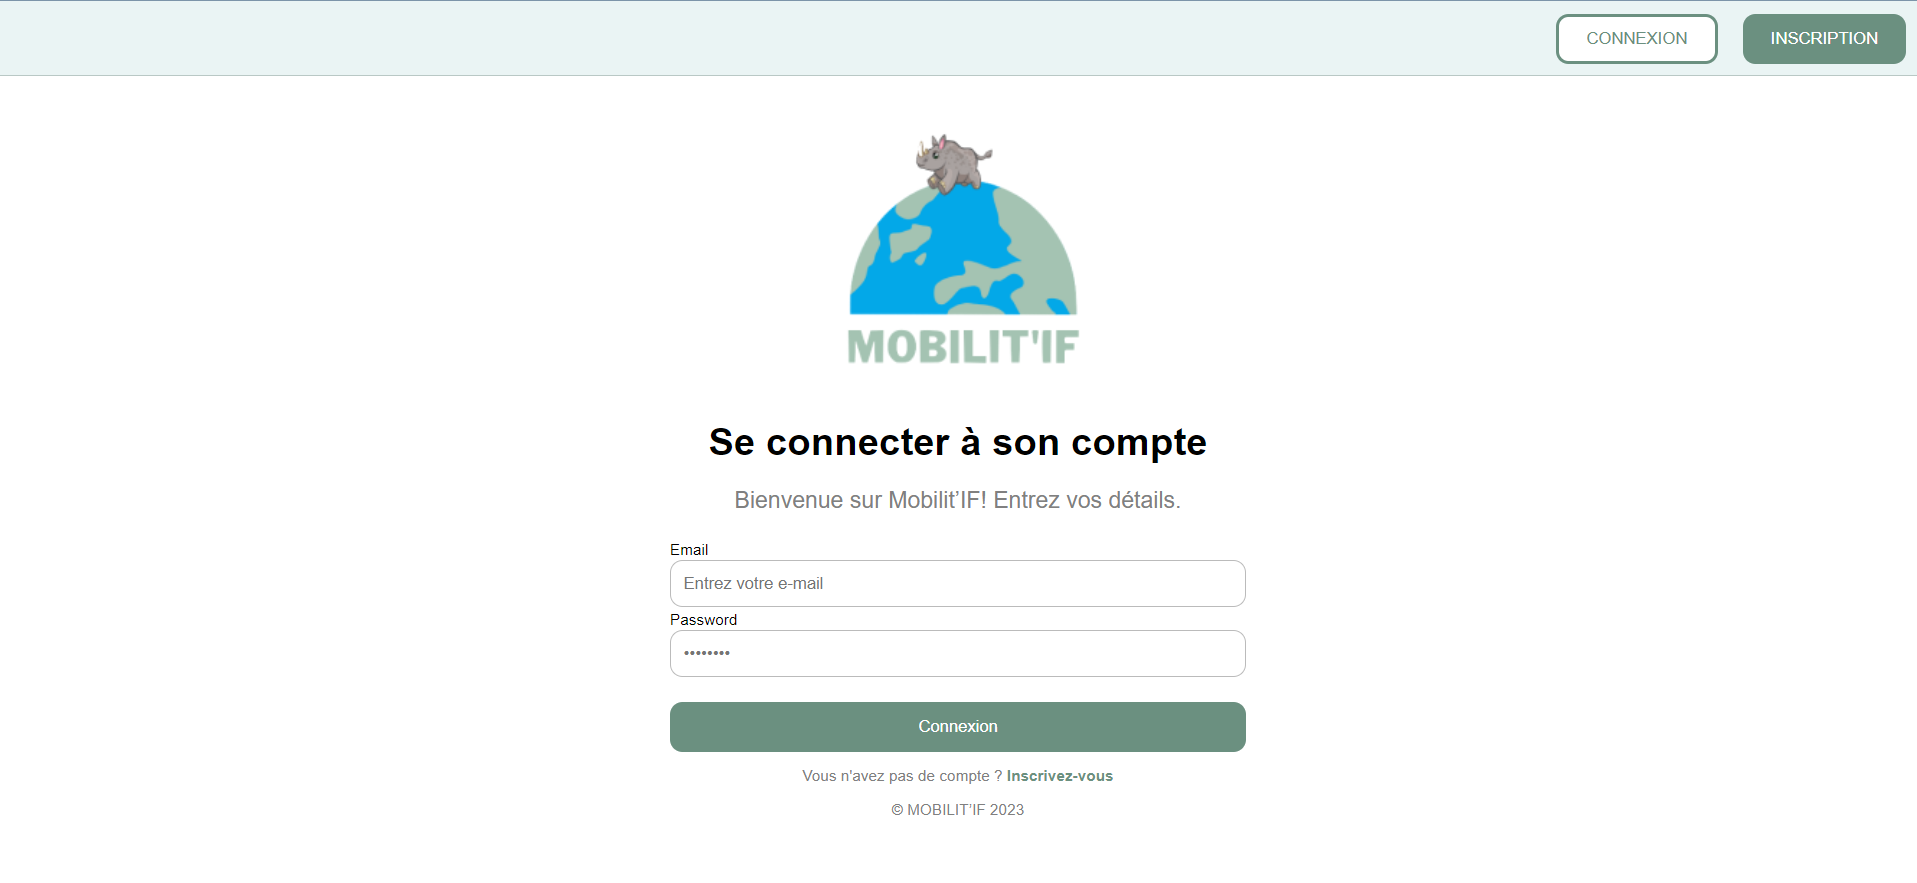 CONNEXION
INSCRIPTION
MOBILIT'IF
Se connecter à son compte
Bienvenue sur Mobilit’IF! Entrez vos détails.
Email
Entrez votre e-mail
Password
••••••••
Connexion
Vous n'avez pas de compte ? Inscrivez-vous
© MOBILIT’IF 2023